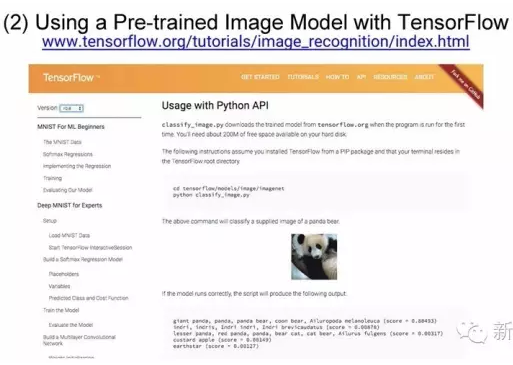 (2) Using a Pre-trained Image Model with TensorFlow
www.tensorflow.org/tutorials/image_recognition/index.html
TensorFlow™
GET STARTED TUTORIALS HOW TO API RESOURCES ABOUT
Fork me on GitHub
Version:
MNIST For ML Beginners
The MNIST Data
Softmax Regressions
Implementing the Regression
Training
Evaluating Our Model
Deep MNIST for Experts
Setup
Load MNIST Data
Start TensorFlow InteractiveSession
Build a Softmax Regression Model
Placeholders
Variables
Predicted Class and Cost Function
Train the Model
Evaluate the Model
Build a Multilayer Convolutional
Network
Usage with Python API
classify_image.py downloads the trained model from tensorflow.org when the program is run for the first
time. You'll need about 200M of free space available on your hard disk.
The following instructions assume you installed TensorFlow from a PIP package and that your terminal resides in
the TensorFlow root directory.
cd tensorflow/models/image/imagenet
python classify_image.py
The above command will classify a supplied image of a panda bear.
If the model runs correctly, the script will produce the following output:
giant panda, panda, panda bear, coon bear, Ailuropoda melanoleuca (score = 0.88493)
indri, indris, Indri indri, Indri brevicaudatus (score = 0.00878)
lesser panda, red panda, panda, bear cat, cat bear, Ailurus fulgens (score = 0.00317)
custard apple (score = 0.00149)
earthstar (score = 0.00127)
新